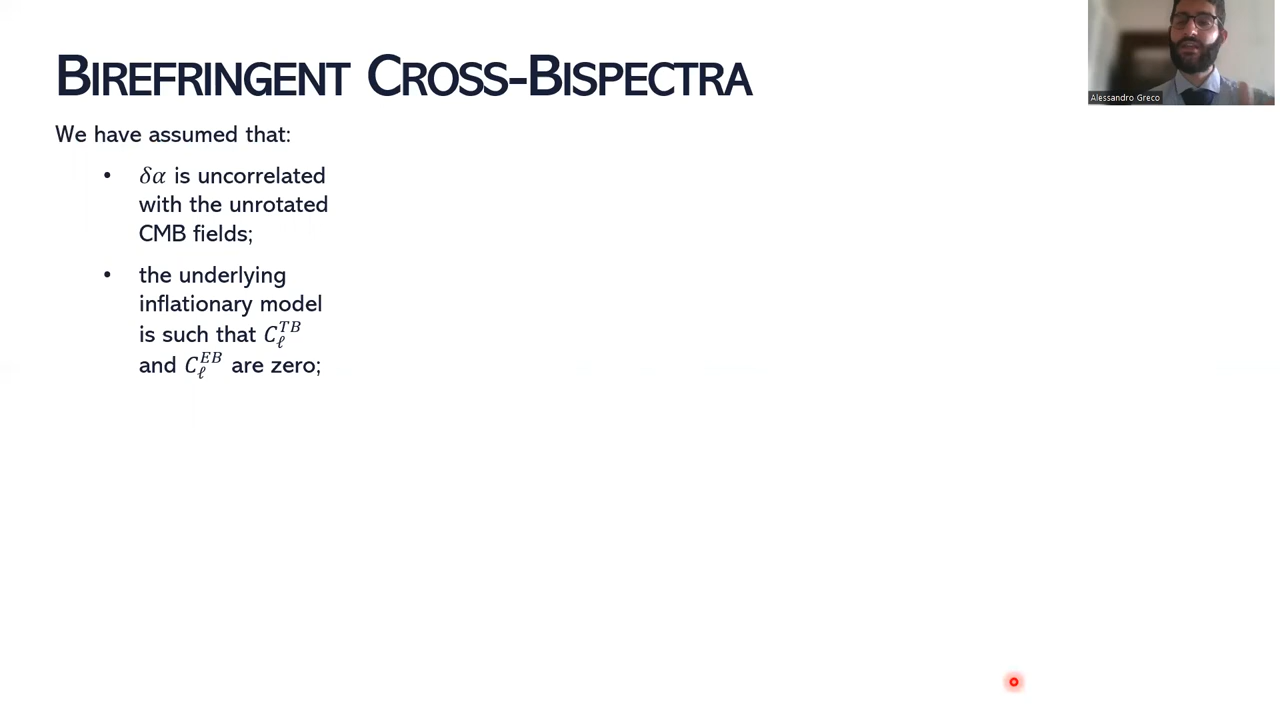 BIREFRINGENT CROSS-BISPECTRA
Alessandro Greco
We have assumed that:
• δα is uncorrelated
with the unrotated
CMB fields;
• the underlying
inflationary model
is such that C_ℓ^{TB}
and C_ℓ^{EB} are zero;